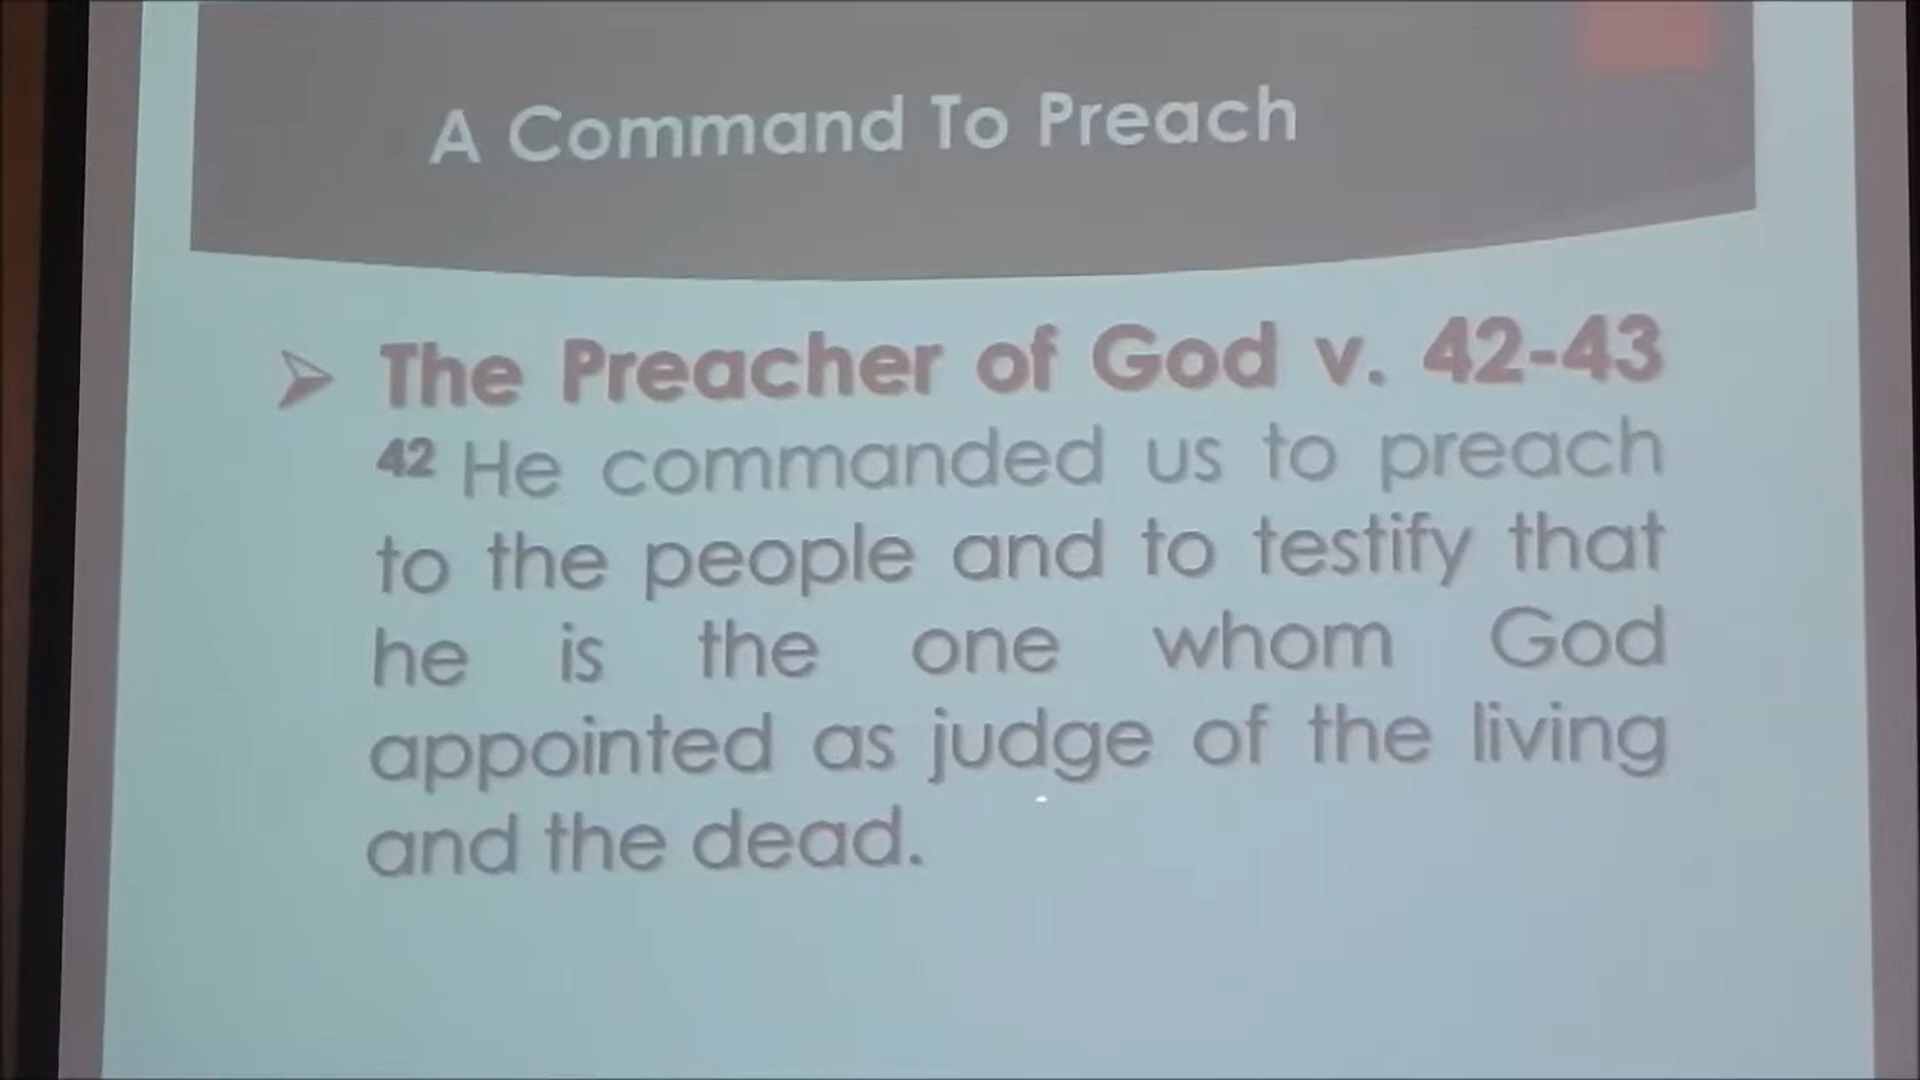 A Command To Preach
The Preacher of God v. 42-43
42 He commanded us to preach
to the people and to testify that
he is the one whom God
appointed as judge of the living
and the dead.